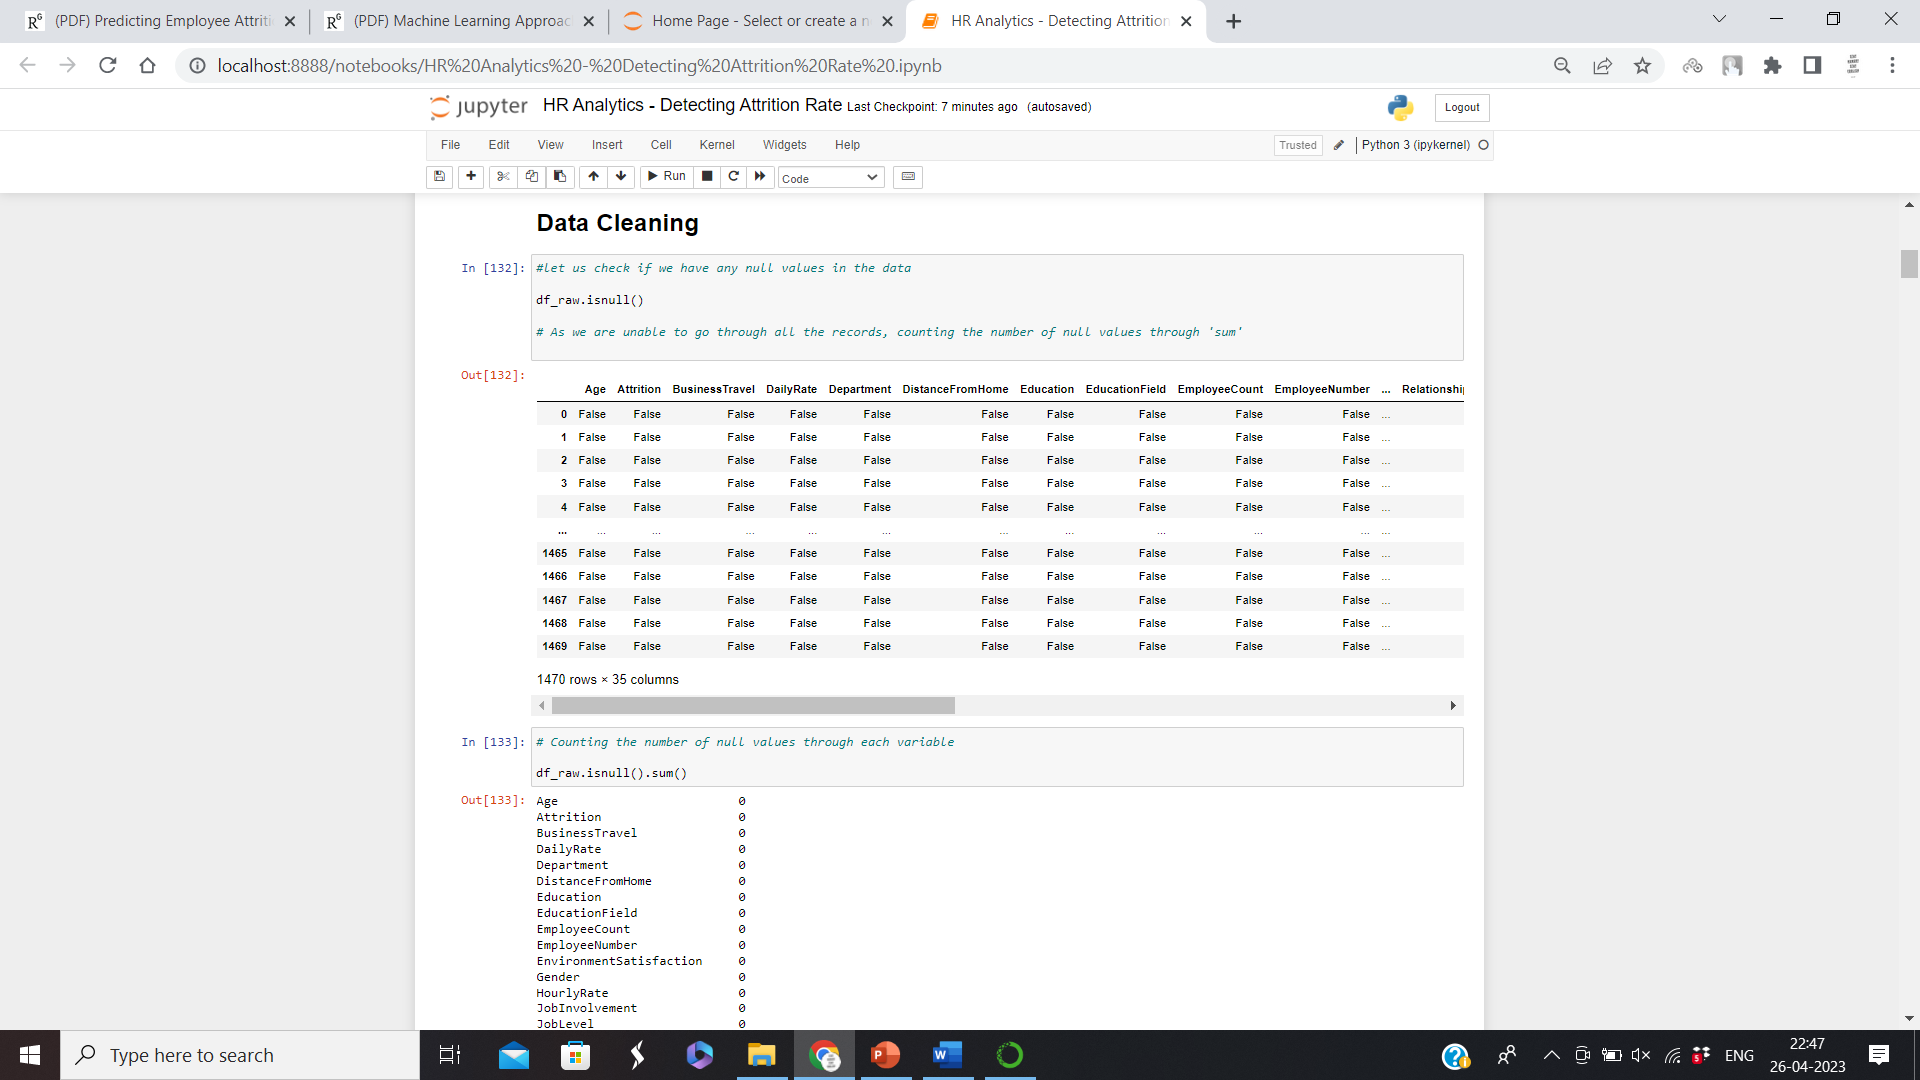 (PDF) Predicting Employee Attriti
(PDF) Machine Learning Approac
Home Page - Select or create a n
HR Analytics - Detecting Attrition
localhost:8888/notebooks/HR%20Analytics%20-%20Detecting%20Attrition%20Rate%20.ipynb
jupyter HR Analytics - Detecting Attrition Rate Last Checkpoint: 7 minutes ago (autosaved)
Logout
File Edit View Insert Cell Kernel Widgets Help
Trusted Python 3 (ipykernel)
Run Code
Data Cleaning
In [132]: #let us check if we have any null values in the data
df_raw.isnull()
# As we are unable to go through all the records, counting the number of null values through 'sum'
Out[132]:
Age Attrition BusinessTravel DailyRate Department DistanceFromHome Education EducationField EmployeeCount EmployeeNumber ... Relationshi
0 False False False False False False False False False False ...
1 False False False False False False False False False False ...
2 False False False False False False False False False False ...
3 False False False False False False False False False False ...
4 False False False False False False False False False False ...
... ... ... ... ... ... ... ... ... ... ... ...
1465 False False False False False False False False False False ...
1466 False False False False False False False False False False ...
1467 False False False False False False False False False False ...
1468 False False False False False False False False False False ...
1469 False False False False False False False False False False ...
1470 rows × 35 columns
In [133]: # Counting the number of null values through each variable
df_raw.isnull().sum()
Out[133]: Age 0
Attrition 0
BusinessTravel 0
DailyRate 0
Department 0
DistanceFromHome 0
Education 0
EducationField 0
EmployeeCount 0
EmployeeNumber 0
EnvironmentSatisfaction 0
Gender 0
HourlyRate 0
JobInvolvement 0
JobLevel 0
Type here to search
ENG
22:47
26-04-2023